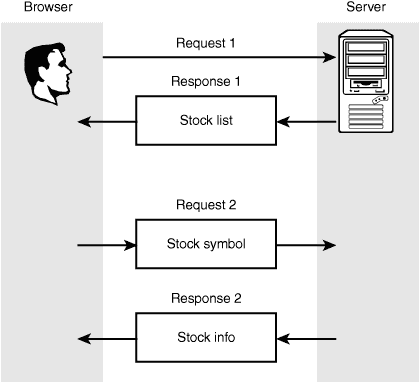 Browser
Server
Request 1
Response 1
Stock list
Request 2
Stock symbol
Response 2
Stock info